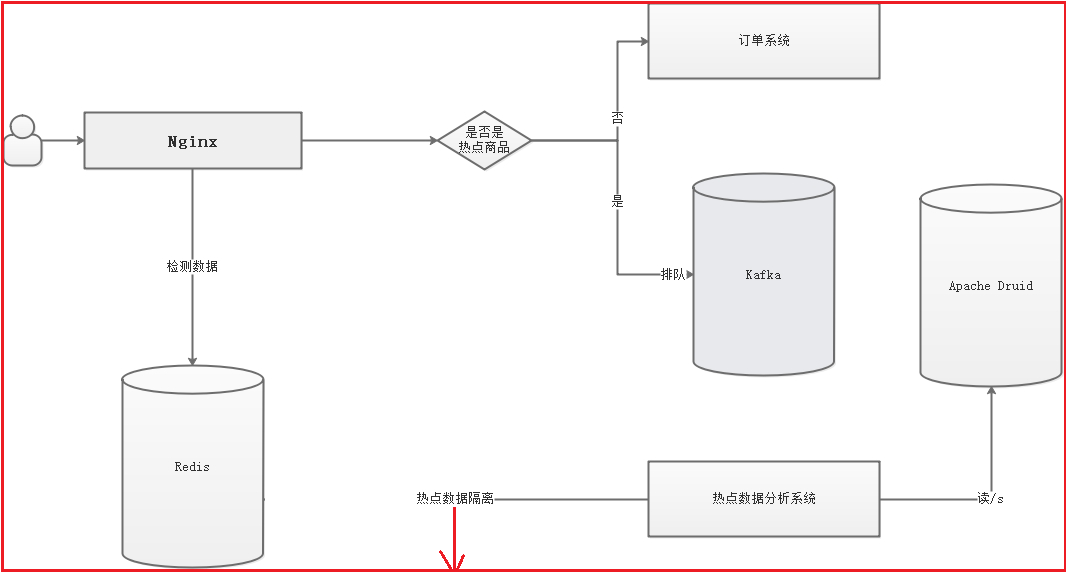 订单系统
Nginx
是否是
热点商品
否
是
检测数据
排队
Kafka
Apache Druid
Redis
热点数据隔离
热点数据分析系统
读/s